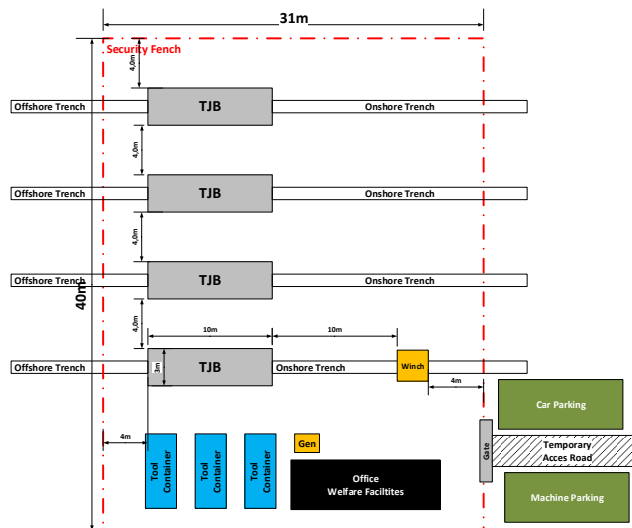 31m
Security Fench
4,0m
Offshore Trench
TJB
Onshore Trench
4,0m
Offshore Trench
TJB
Onshore Trench
4,0m
Offshore Trench
TJB
Onshore Trench
40m
4,0m
10m
10m
Offshore Trench
3m
TJB
Onshore Trench
Winch
4m
Car Parking
4m
Tool
Container
Tool
Container
Tool
Container
Gen
Office
Welfare Faciltites
Gate
Temporary
Acces Road
Machine Parking